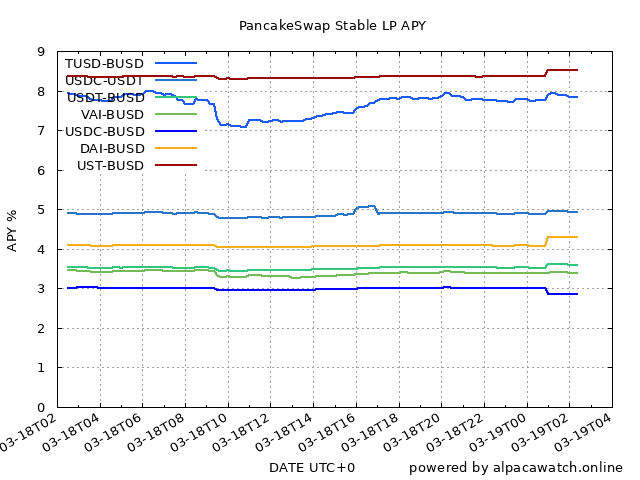 PancakeSwap Stable LP APY
TUSD-BUSD
USDC-USDT
USDT-BUSD
VAI-BUSD
USDC-BUSD
DAI-BUSD
UST-BUSD
APY %
9
8
7
6
5
4
3
2
1
0
03-18T02
03-18T04
03-18T06
03-18T08
03-18T10
03-18T12
03-18T14
03-18T16
03-18T18
03-18T20
03-18T22
03-19T00
03-19T02
03-19T04
DATE UTC+0
powered by alpacawatch.online